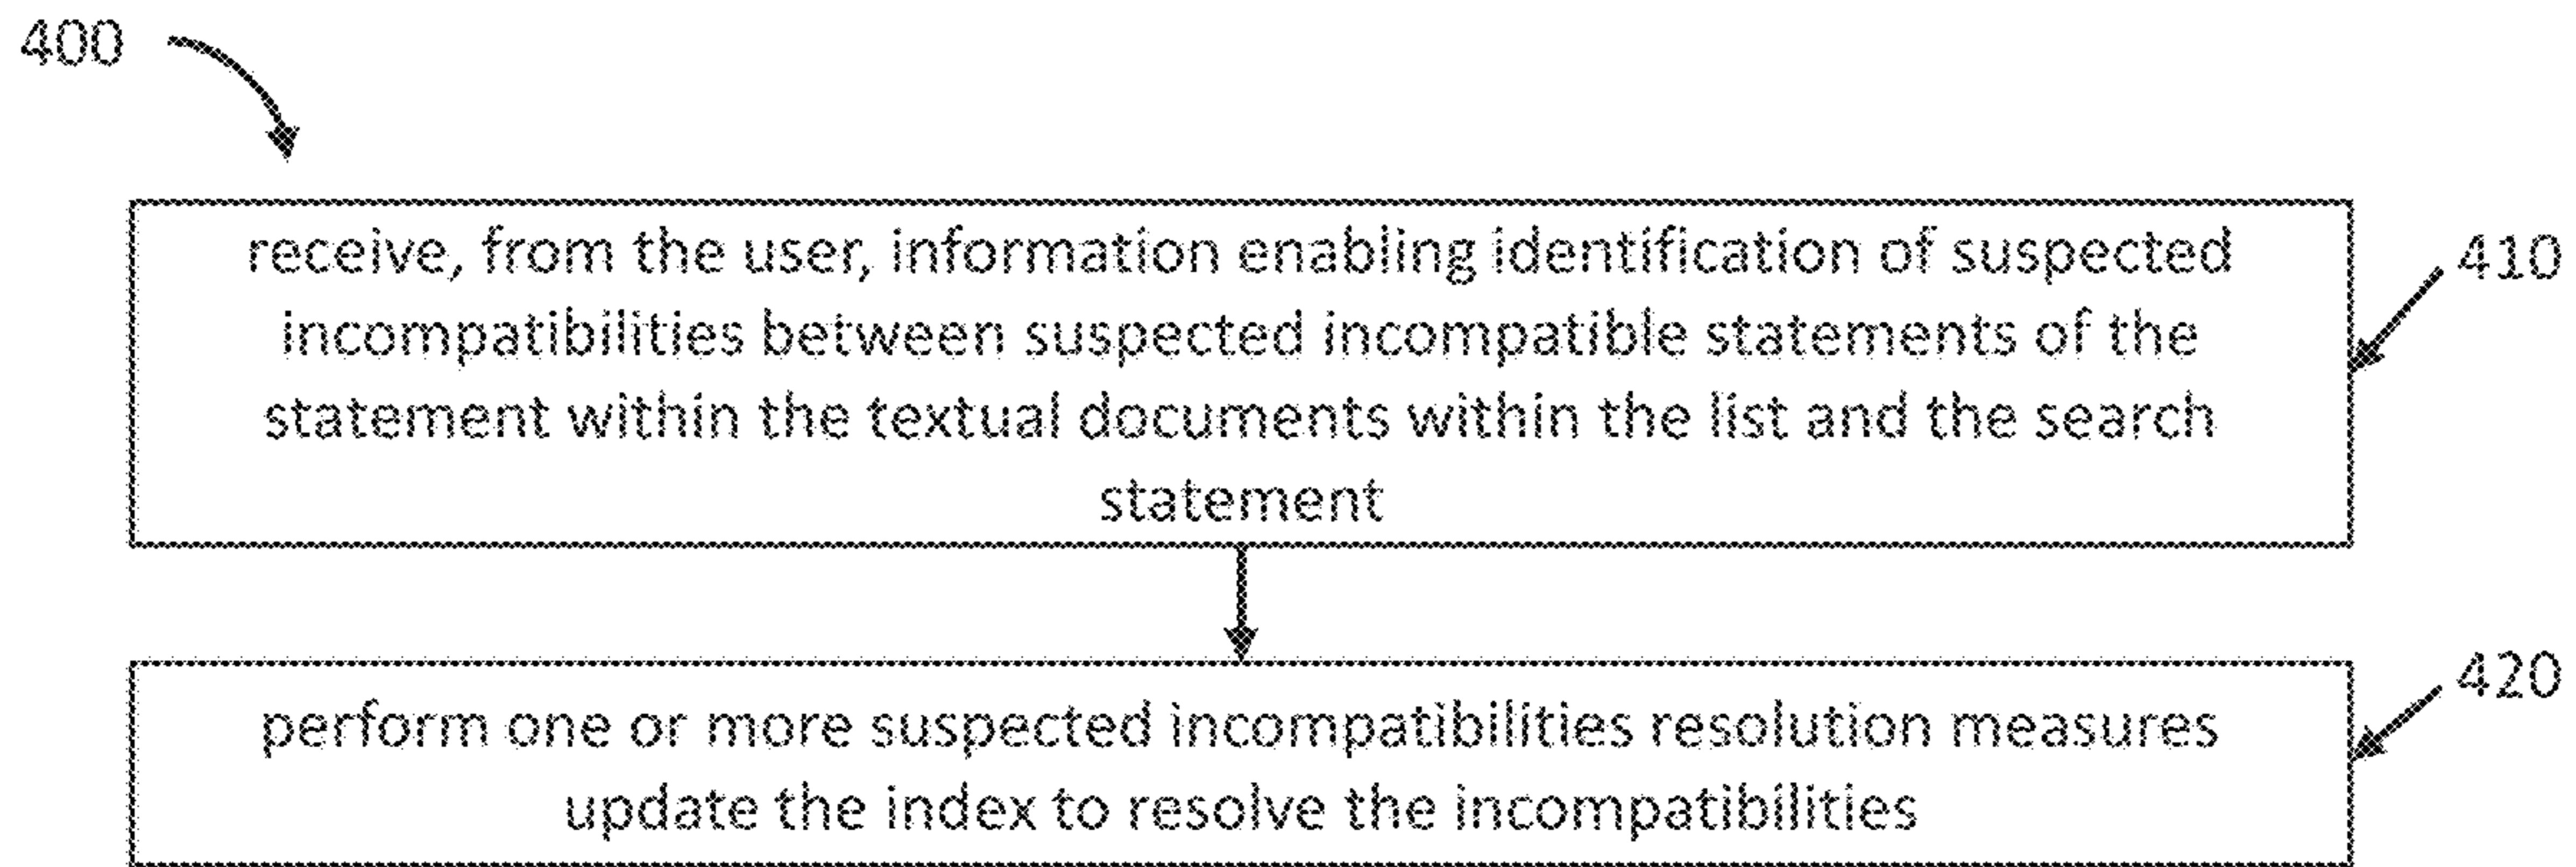 400
receive, from the user, information enabling identification of suspected
incompatibilities between suspected incompatible statements of the
statement within the textual documents within the list and the search
statement
410
perform one or more suspected incompatibilities resolution measures
update the index to resolve the incompatibilities
420